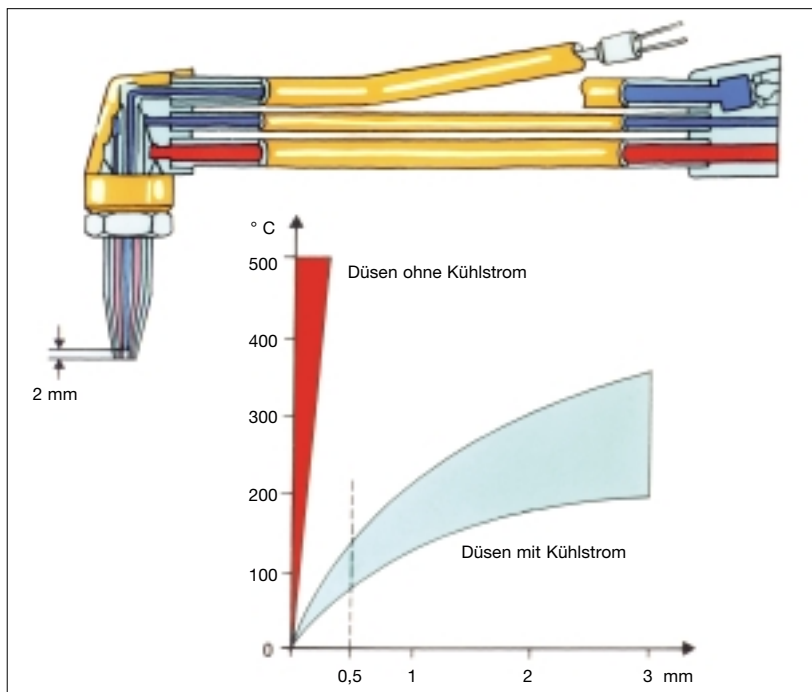 2 mm
° C
500
400
300
200
100
0
Düsen ohne Kühlstrom
Düsen mit Kühlstrom
0,5 1 2 3 mm